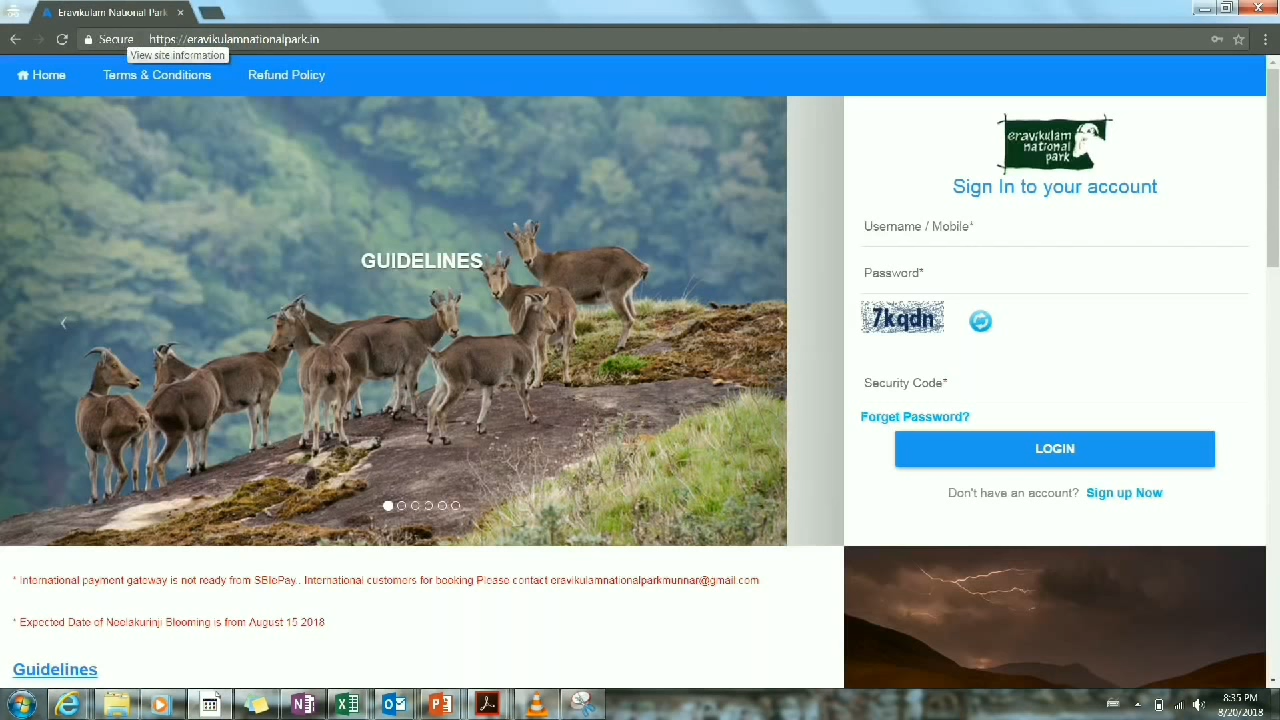 Eravikulam National Park
Secure
https://eravikulamnationalpark.in
View site information
Home
Terms & Conditions
Refund Policy
GUIDELINES
eravikulam
national
park
Sign In to your account
Username / Mobile*
Password*
7kqdn
Security Code*
Forget Password?
LOGIN
Don't have an account? Sign up Now
* International payment gateway is not ready from SBIePay.. International customers for booking Please contact eravikulamnationalparkmunnar@gmail.com
* Expected Date of Neelakurinji Blooming is from August 15 2018
Guidelines
8:35 PM
8/20/2018